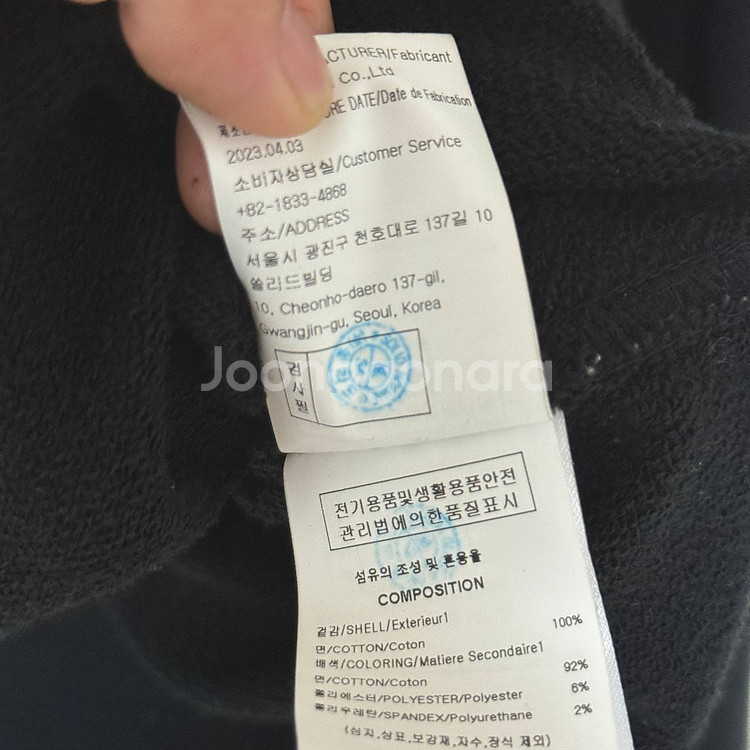 ACTURER/Fabricant
Co.,Ltd
RE DATE/Date de Fabrication
2023.04.03
소비자상담실/Customer Service
+82-1833-4868
주소/ADDRESS
서울시 광진구 천호대로 137길 10
쏠리드빌딩
10, Cheonho-daero 137-gil,
Gwangjin-gu, Seoul, Korea
검사필
Joonggonara
전기용품및생활용품안전
관리법에의한품질표시
섬유의 조성 및 혼용율
COMPOSITION
겉감/SHELL/Exterieur1 100%
면/COTTON/Coton
배색/COLORING/Matiere Secondaire1
면/COTTON/Coton 92%
폴리에스터/POLYESTER/Polyester 6%
폴리우레탄/SPANDEX/Polyurethane 2%
(심지,상표,보강재,자수,장식 제외)